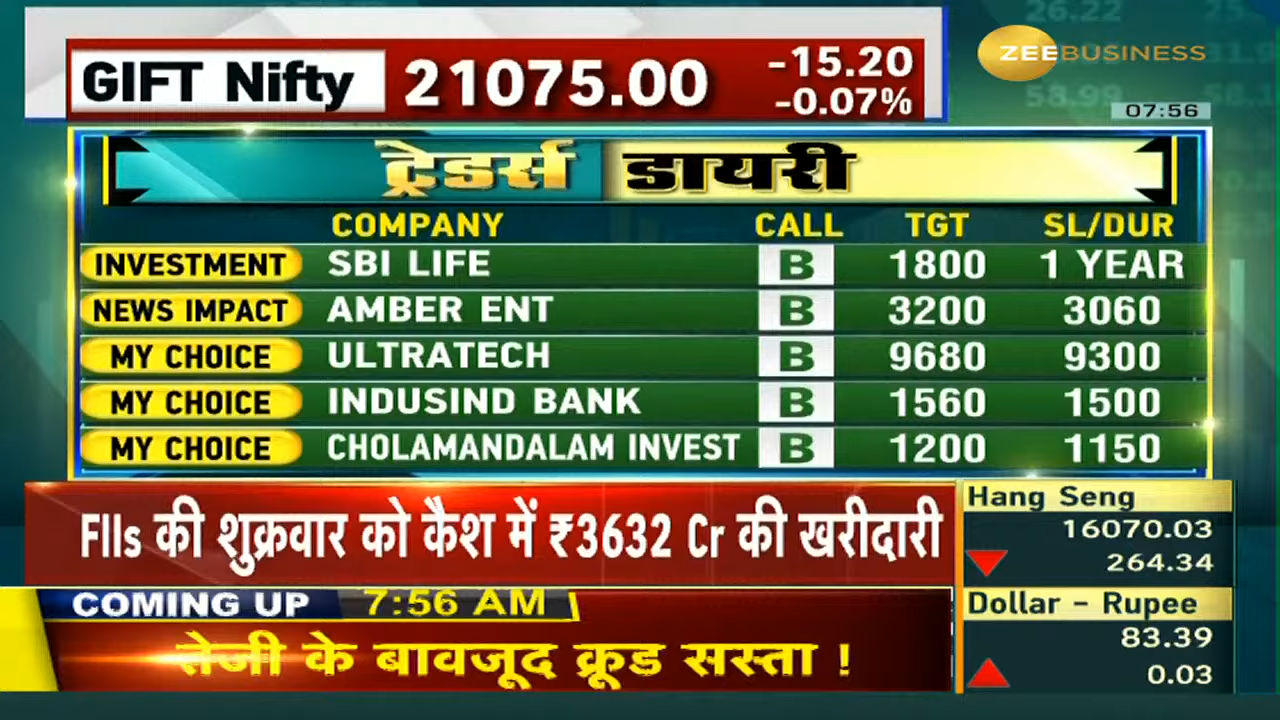 GIFT Nifty 21075.00 -15.20
-0.07%
ZEEBUSINESS
07:56
ट्रेडर्स डायरी
COMPANY CALL TGT SL/DUR
INVESTMENT SBI LIFE B 1800 1 YEAR
NEWS IMPACT AMBER ENT B 3200 3060
MY CHOICE ULTRATECH B 9680 9300
MY CHOICE INDUSIND BANK B 1560 1500
MY CHOICE CHOLAMANDALAM INVEST B 1200 1150
FIIs की शुक्रवार को कैश में ₹3632 Cr की खरीदारी
COMING UP 7:56 AM
तेजी के बावजूद क्रूड सस्ता !
Hang Seng
16070.03
264.34
Dollar - Rupee
83.39
0.03